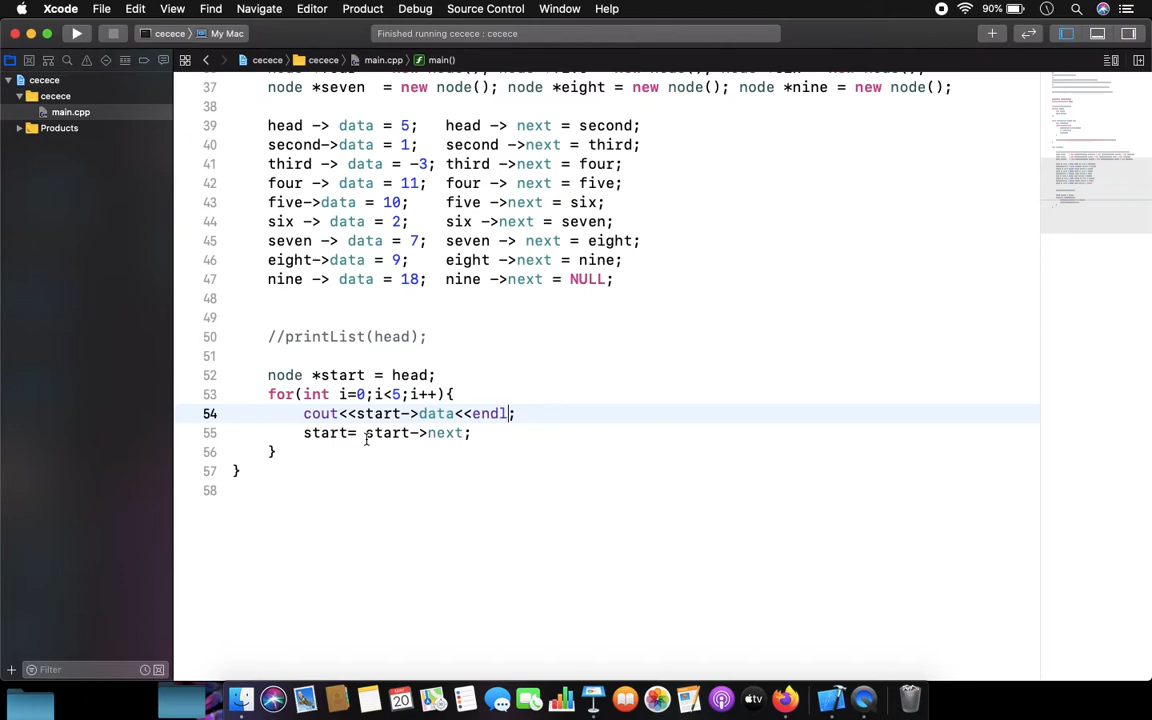 Xcode File Edit View Find Navigate Editor Product Debug Source Control Window Help 90%
cecece My Mac Finished running cecece : cecece
cecece cecece main.cpp main()
cecece
cecece
main.cpp
Products
37 node *seven = new node(); node *eight = new node(); node *nine = new node();
38
39 head -> data = 5; head -> next = second;
40 second->data = 1; second ->next = third;
41 third -> data = -3; third ->next = four;
42 four -> data = 11; four -> next = five;
43 five->data = 10; five ->next = six;
44 six -> data = 2; six ->next = seven;
45 seven -> data = 7; seven -> next = eight;
46 eight->data = 9; eight ->next = nine;
47 nine -> data = 18; nine ->next = NULL;
48
49
50 //printList(head);
51
52 node *start = head;
53 for(int i=0;i<5;i++){
54 cout<<start->data<<endl;
55 start= start->next;
56 }
57 }
58
Filter
MAY
20
tv